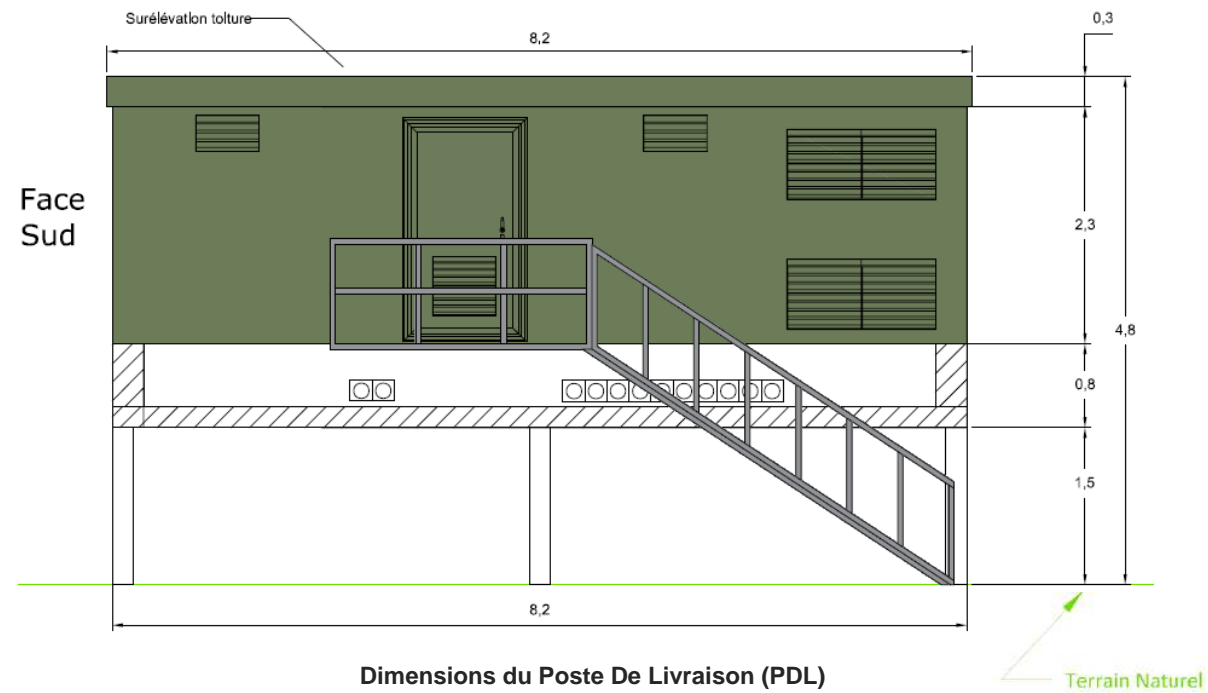 Surélévation toiture
0,3
8,2
Face
Sud
2,3
4,8
0,8
1,5
8,2
Dimensions du Poste De Livraison (PDL)
Terrain Naturel